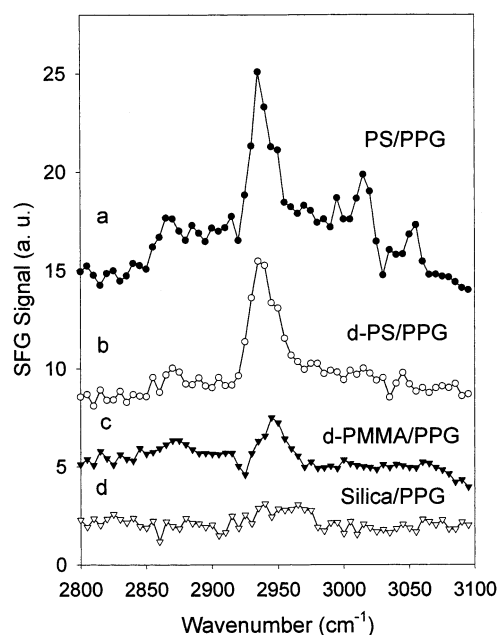 25
20
15
10
5
0
SFG Signal (a. u.)
PS/PPG
a
d-PS/PPG
b
c
d-PMMA/PPG
d
Silica/PPG
2800 2850 2900 2950 3000 3050 3100
Wavenumber (cm⁻¹)